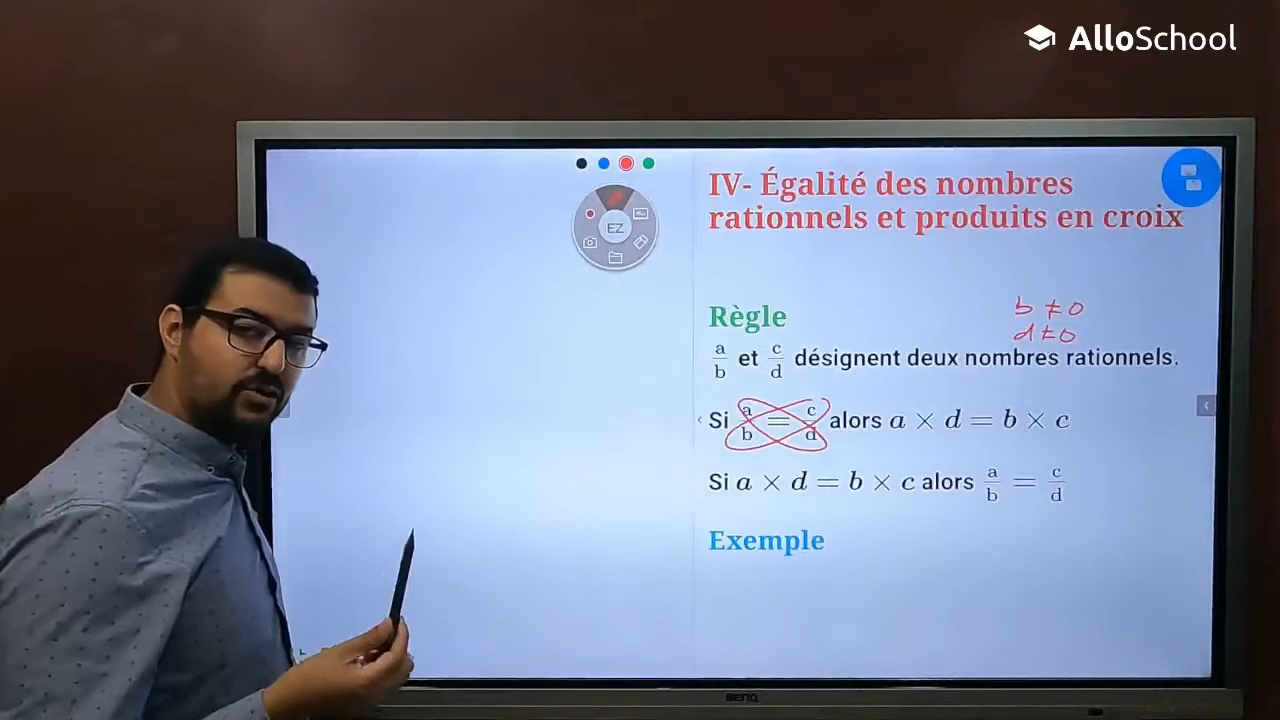 AlloSchool
EZ
IV- Égalité des nombres
rationnels et produits en croix
b ≠ 0
d ≠ 0
Règle
a/b et c/d désignent deux nombres rationnels.
Si a/b = c/d alors a × d = b × c
Si a × d = b × c alors a/b = c/d
Exemple
BenQ